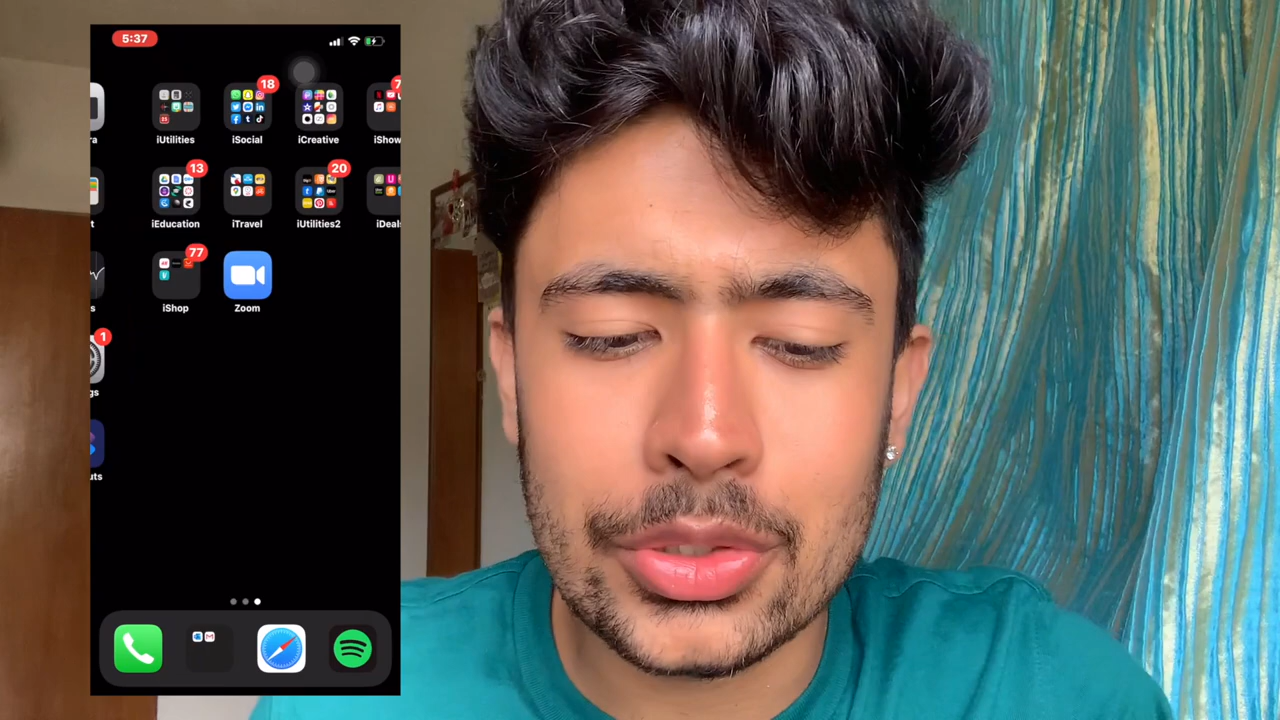 5:37
18
7
ra
iUtilities
iSocial
iCreative
iShow
13
20
t
iEducation
iTravel
iUtilities2
iDeals
77
s
iShop
Zoom
1
gs
uts